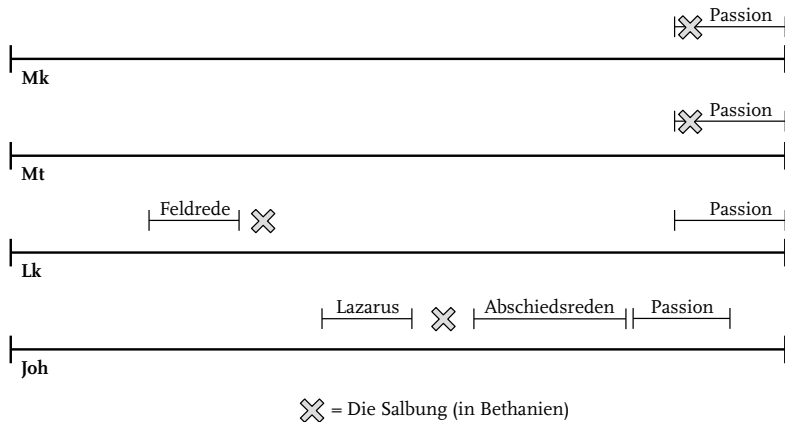 Passion
Mk
Passion
Mt
Feldrede Passion
Lk
Lazarus Abschiedsreden Passion
Joh
= Die Salbung (in Bethanien)